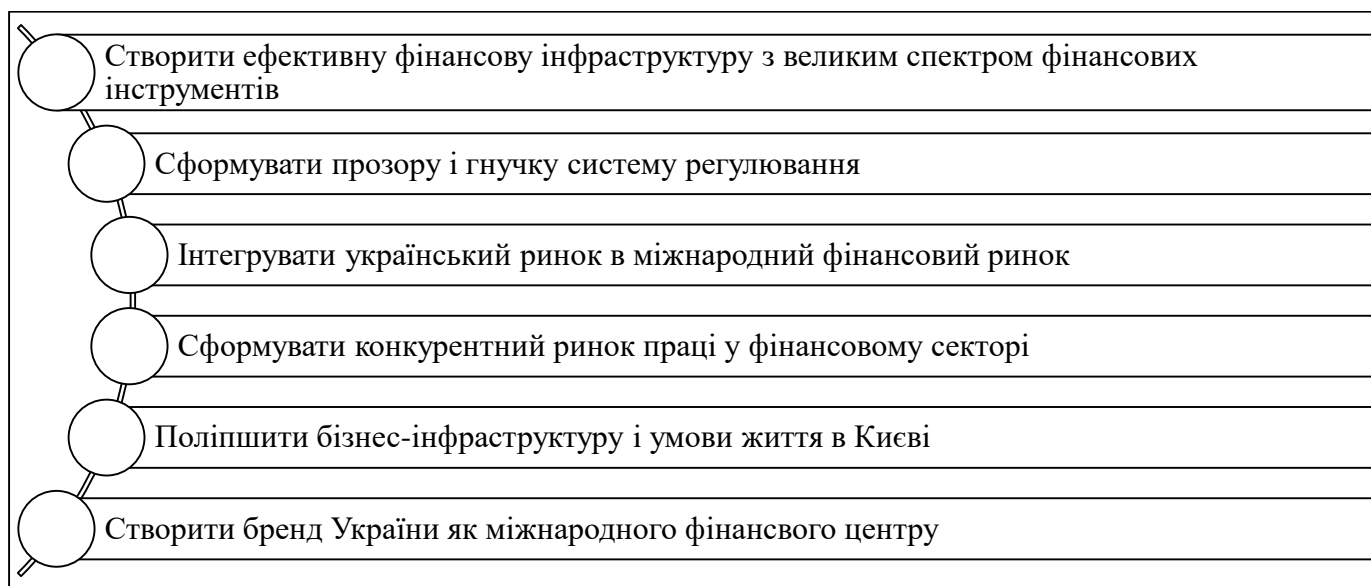 Створити ефективну фінансову інфраструктуру з великим спектром фінансових
інструментів
Сформувати прозору і гнучку систему регулювання
Інтегрувати український ринок в міжнародний фінансовий ринок
Сформувати конкурентний ринок праці у фінансовому секторі
Поліпшити бізнес-інфраструктуру і умови життя в Києві
Створити бренд України як міжнародного фінансвого центру